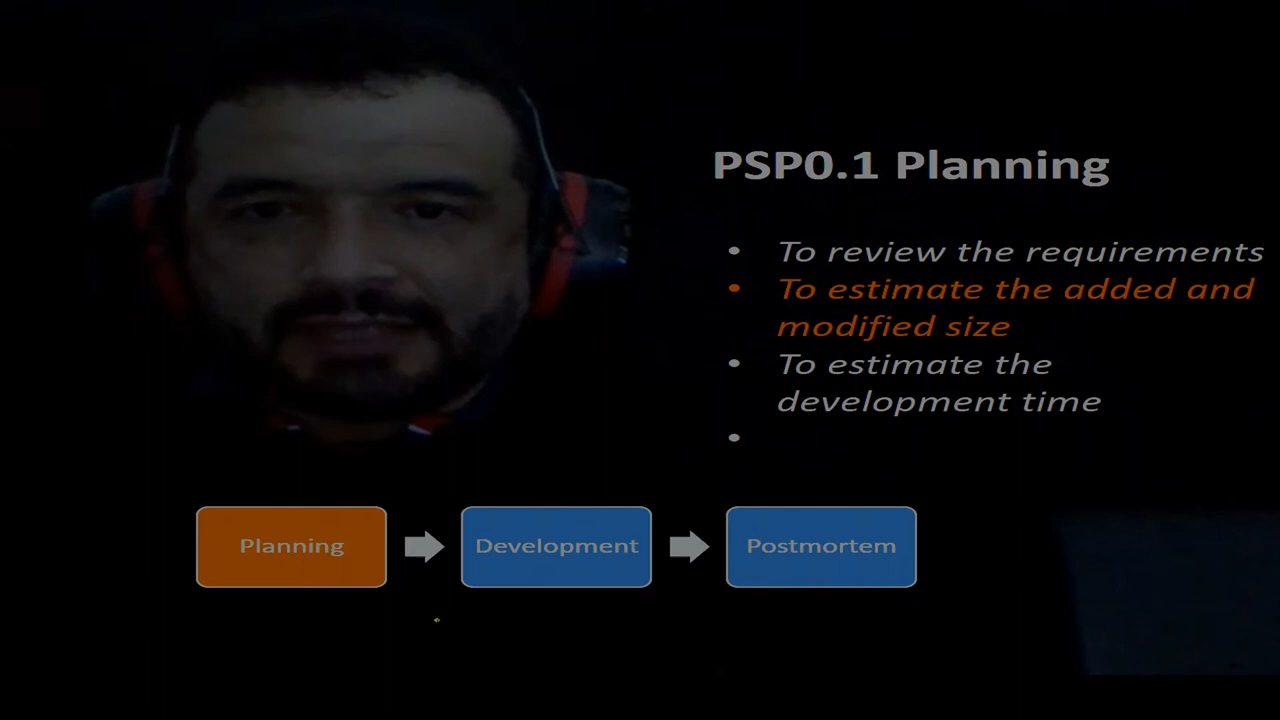 PSP0.1 Planning
• To review the requirements
• To estimate the added and
modified size
• To estimate the
development time
•
Planning
Development
Postmortem